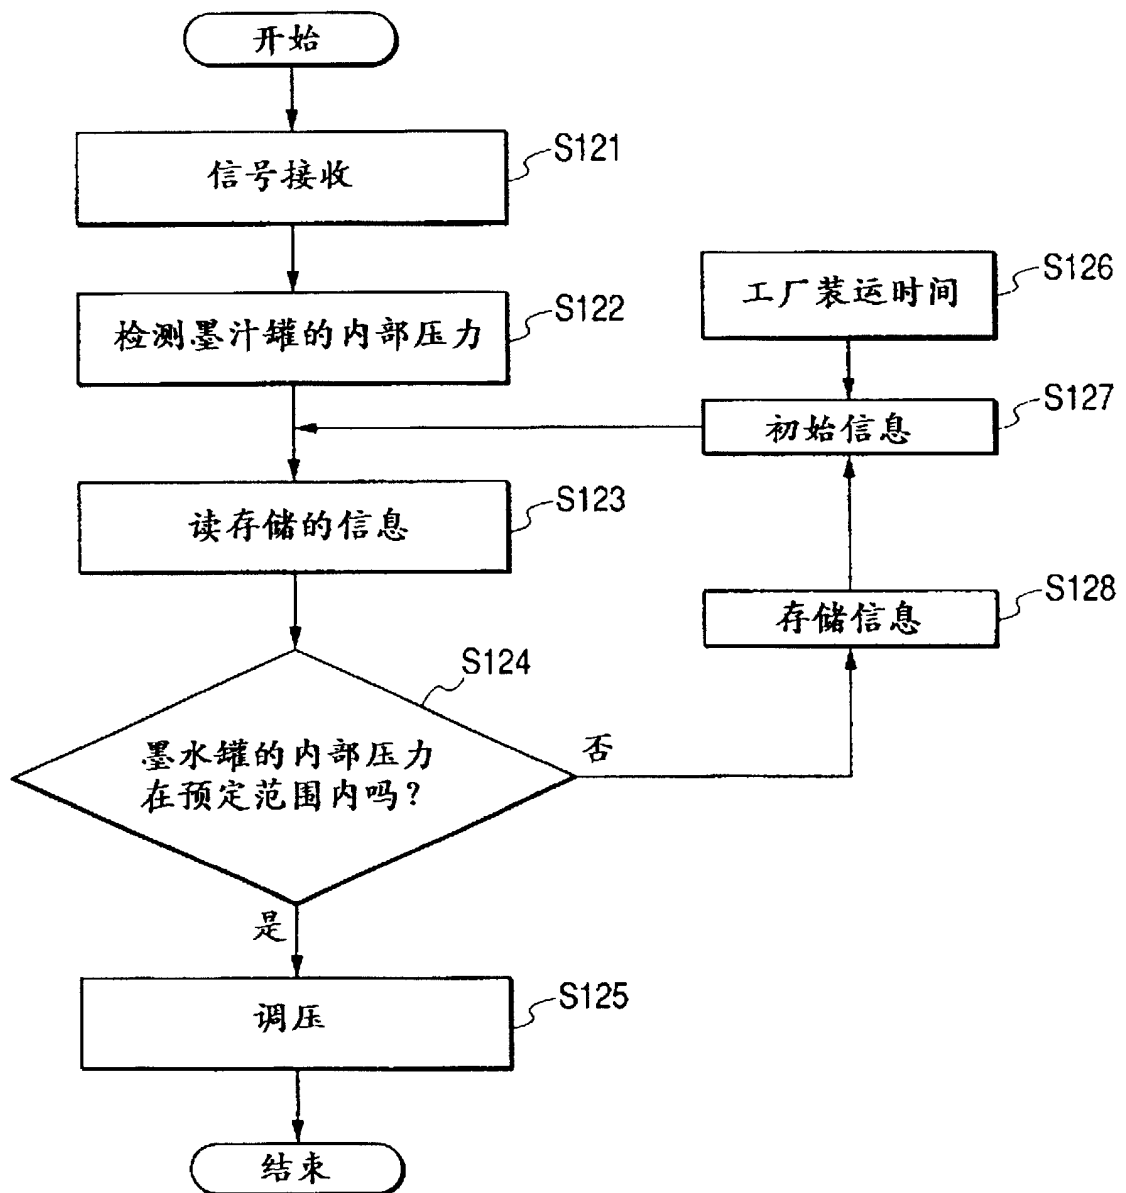 开始
信号接收
S121
检测墨汁罐的内部压力
S122
工厂装运时间
S126
初始信息
S127
读存储的信息
S123
存储信息
S128
S124
墨水罐的内部压力
在预定范围内吗?
否
是
调压
S125
结束